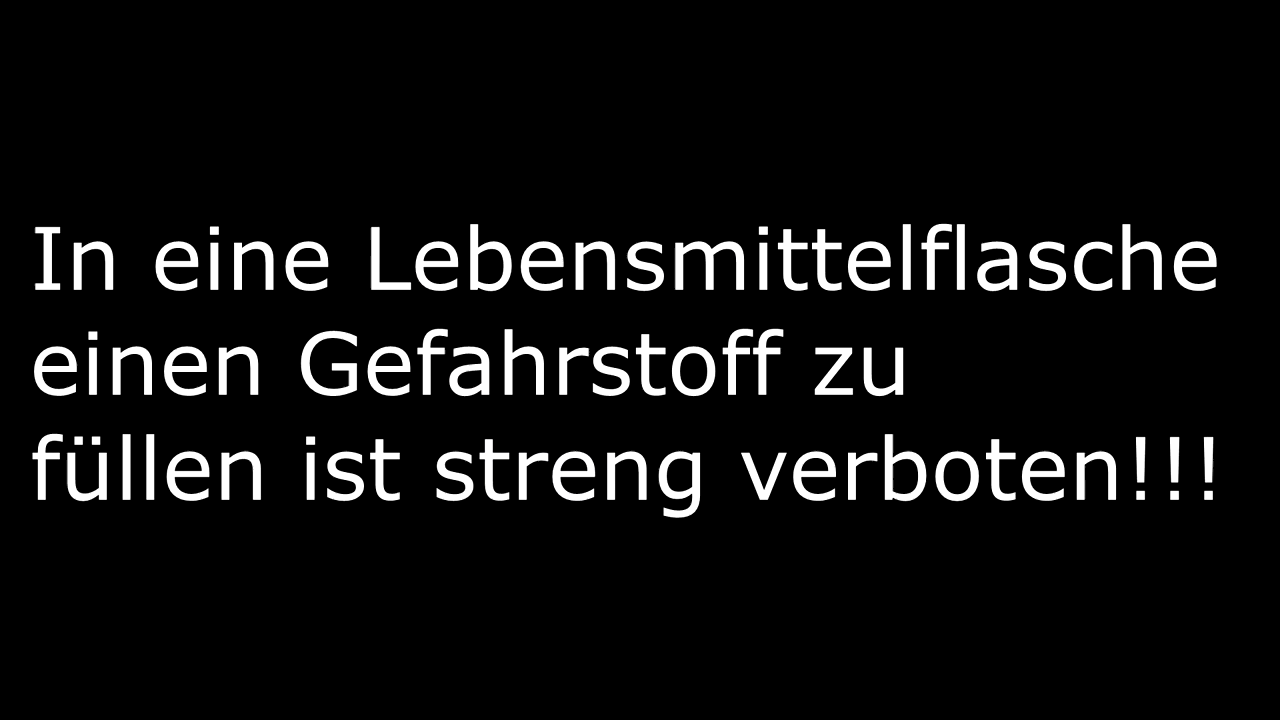 In eine Lebensmittelflasche
einen Gefahrstoff zu
füllen ist streng verboten!!!